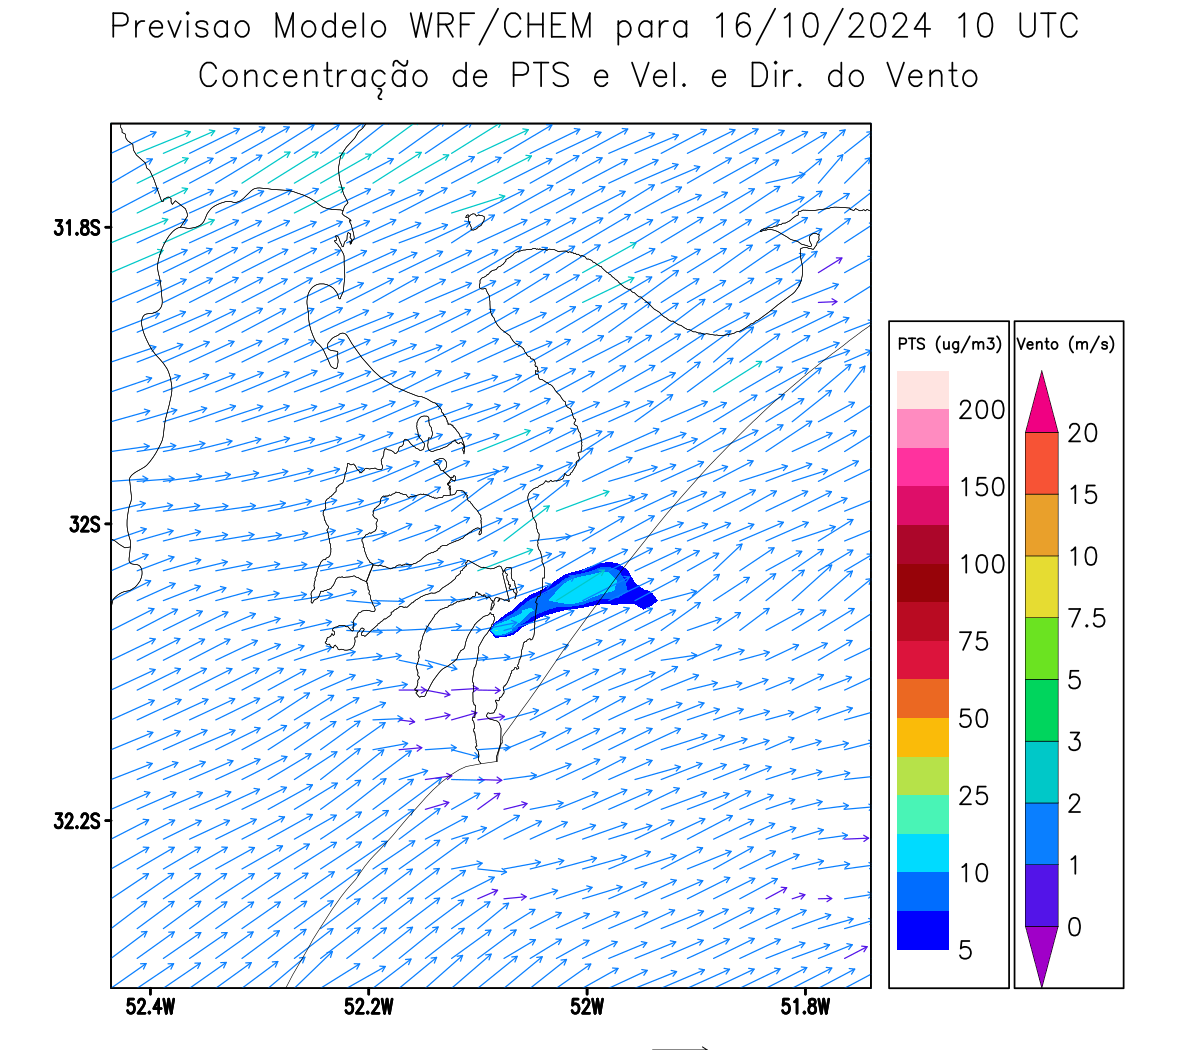 Previsao Modelo WRF/CHEM para 16/10/2024 10 UTC
Concentração de PTS e Vel. e Dir. do Vento
31.8S
32S
32.2S
52.4W
52.2W
52W
51.8W
PTS (ug/m3)
200
150
100
75
50
25
10
5
Vento (m/s)
20
15
10
7.5
5
3
2
1
0